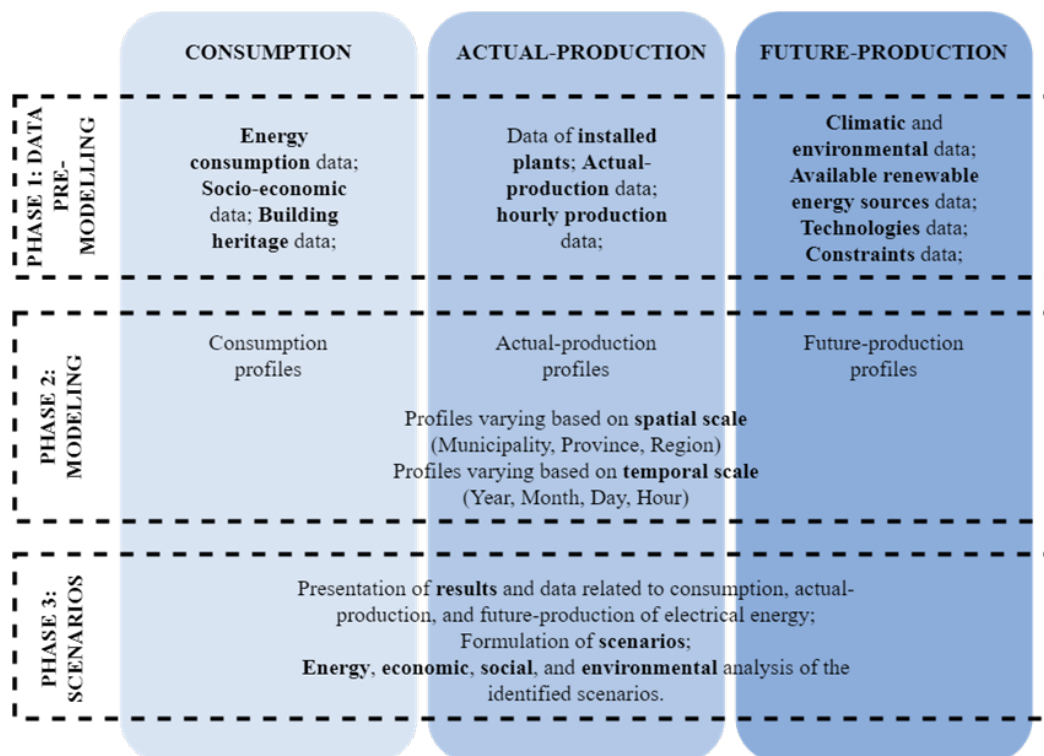 CONSUMPTION
ACTUAL-PRODUCTION
FUTURE-PRODUCTION
PHASE 1: DATA
PRE-
MODELLING
Energy
consumption data;
Socio-economic
data; Building
heritage data;
Data of installed
plants; Actual-
production data;
hourly production
data;
Climatic and
environmental data;
Available renewable
energy sources data;
Technologies data;
Constraints data;
PHASE 2:
MODELING
Consumption
profiles
Actual-production
profiles
Future-production
profiles
Profiles varying based on spatial scale
(Municipality, Province, Region)
Profiles varying based on temporal scale
(Year, Month, Day, Hour)
PHASE 3:
SCENARIOS
Presentation of results and data related to consumption, actual-
production, and future-production of electrical energy;
Formulation of scenarios;
Energy, economic, social, and environmental analysis of the
identified scenarios.